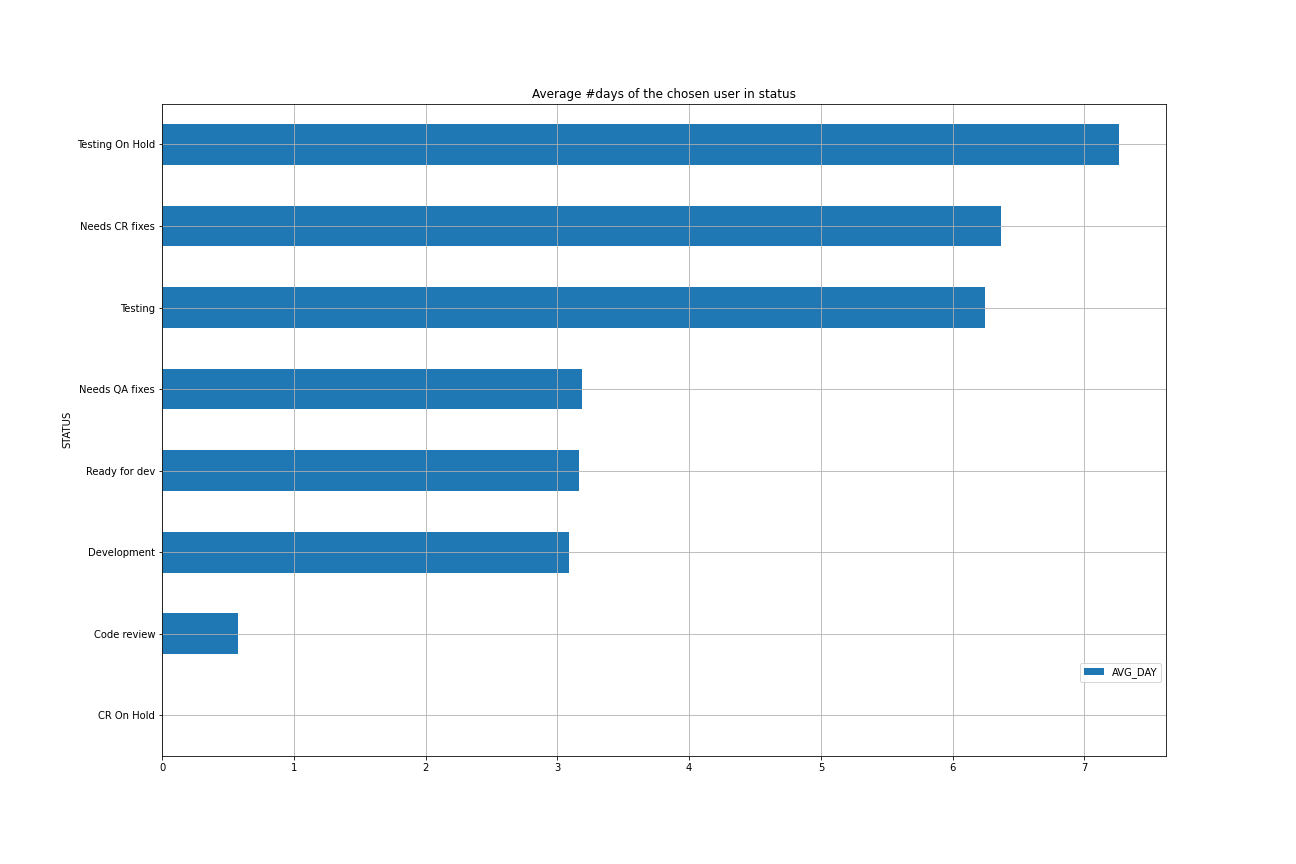 Average #days of the chosen user in status
Testing On Hold
Needs CR fixes
Testing
Needs QA fixes
STATUS
Ready for dev
Development
Code review
AVG_DAY
CR On Hold
0 1 2 3 4 5 6 7